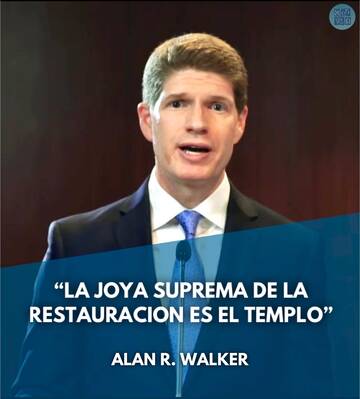 “LA JOYA SUPREMA DE LA
RESTAURACION ES EL TEMPLO”
ALAN R. WALKER